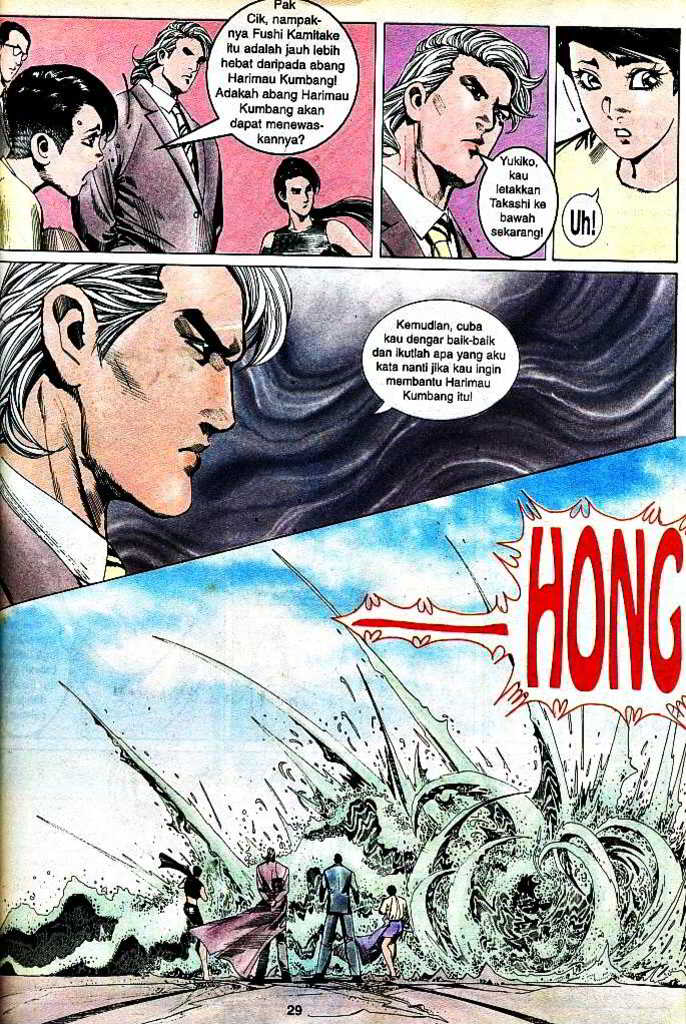 Pak
Cik, nampak-
nya Fushi Kamitake
itu adalah jauh lebih
hebat daripada abang
Harimau Kumbang!
Adakah abang Harimau
Kumbang akan
dapat menewas-
kannya?
Yukiko,
kau
letakkan
Takashi ke
bawah
sekarang!
Uh!
Kemudian, cuba
kau dengar baik-baik
dan ikutlah apa yang aku
kata nanti jika kau ingin
membantu Harimau
Kumbang itu!
HONG
29